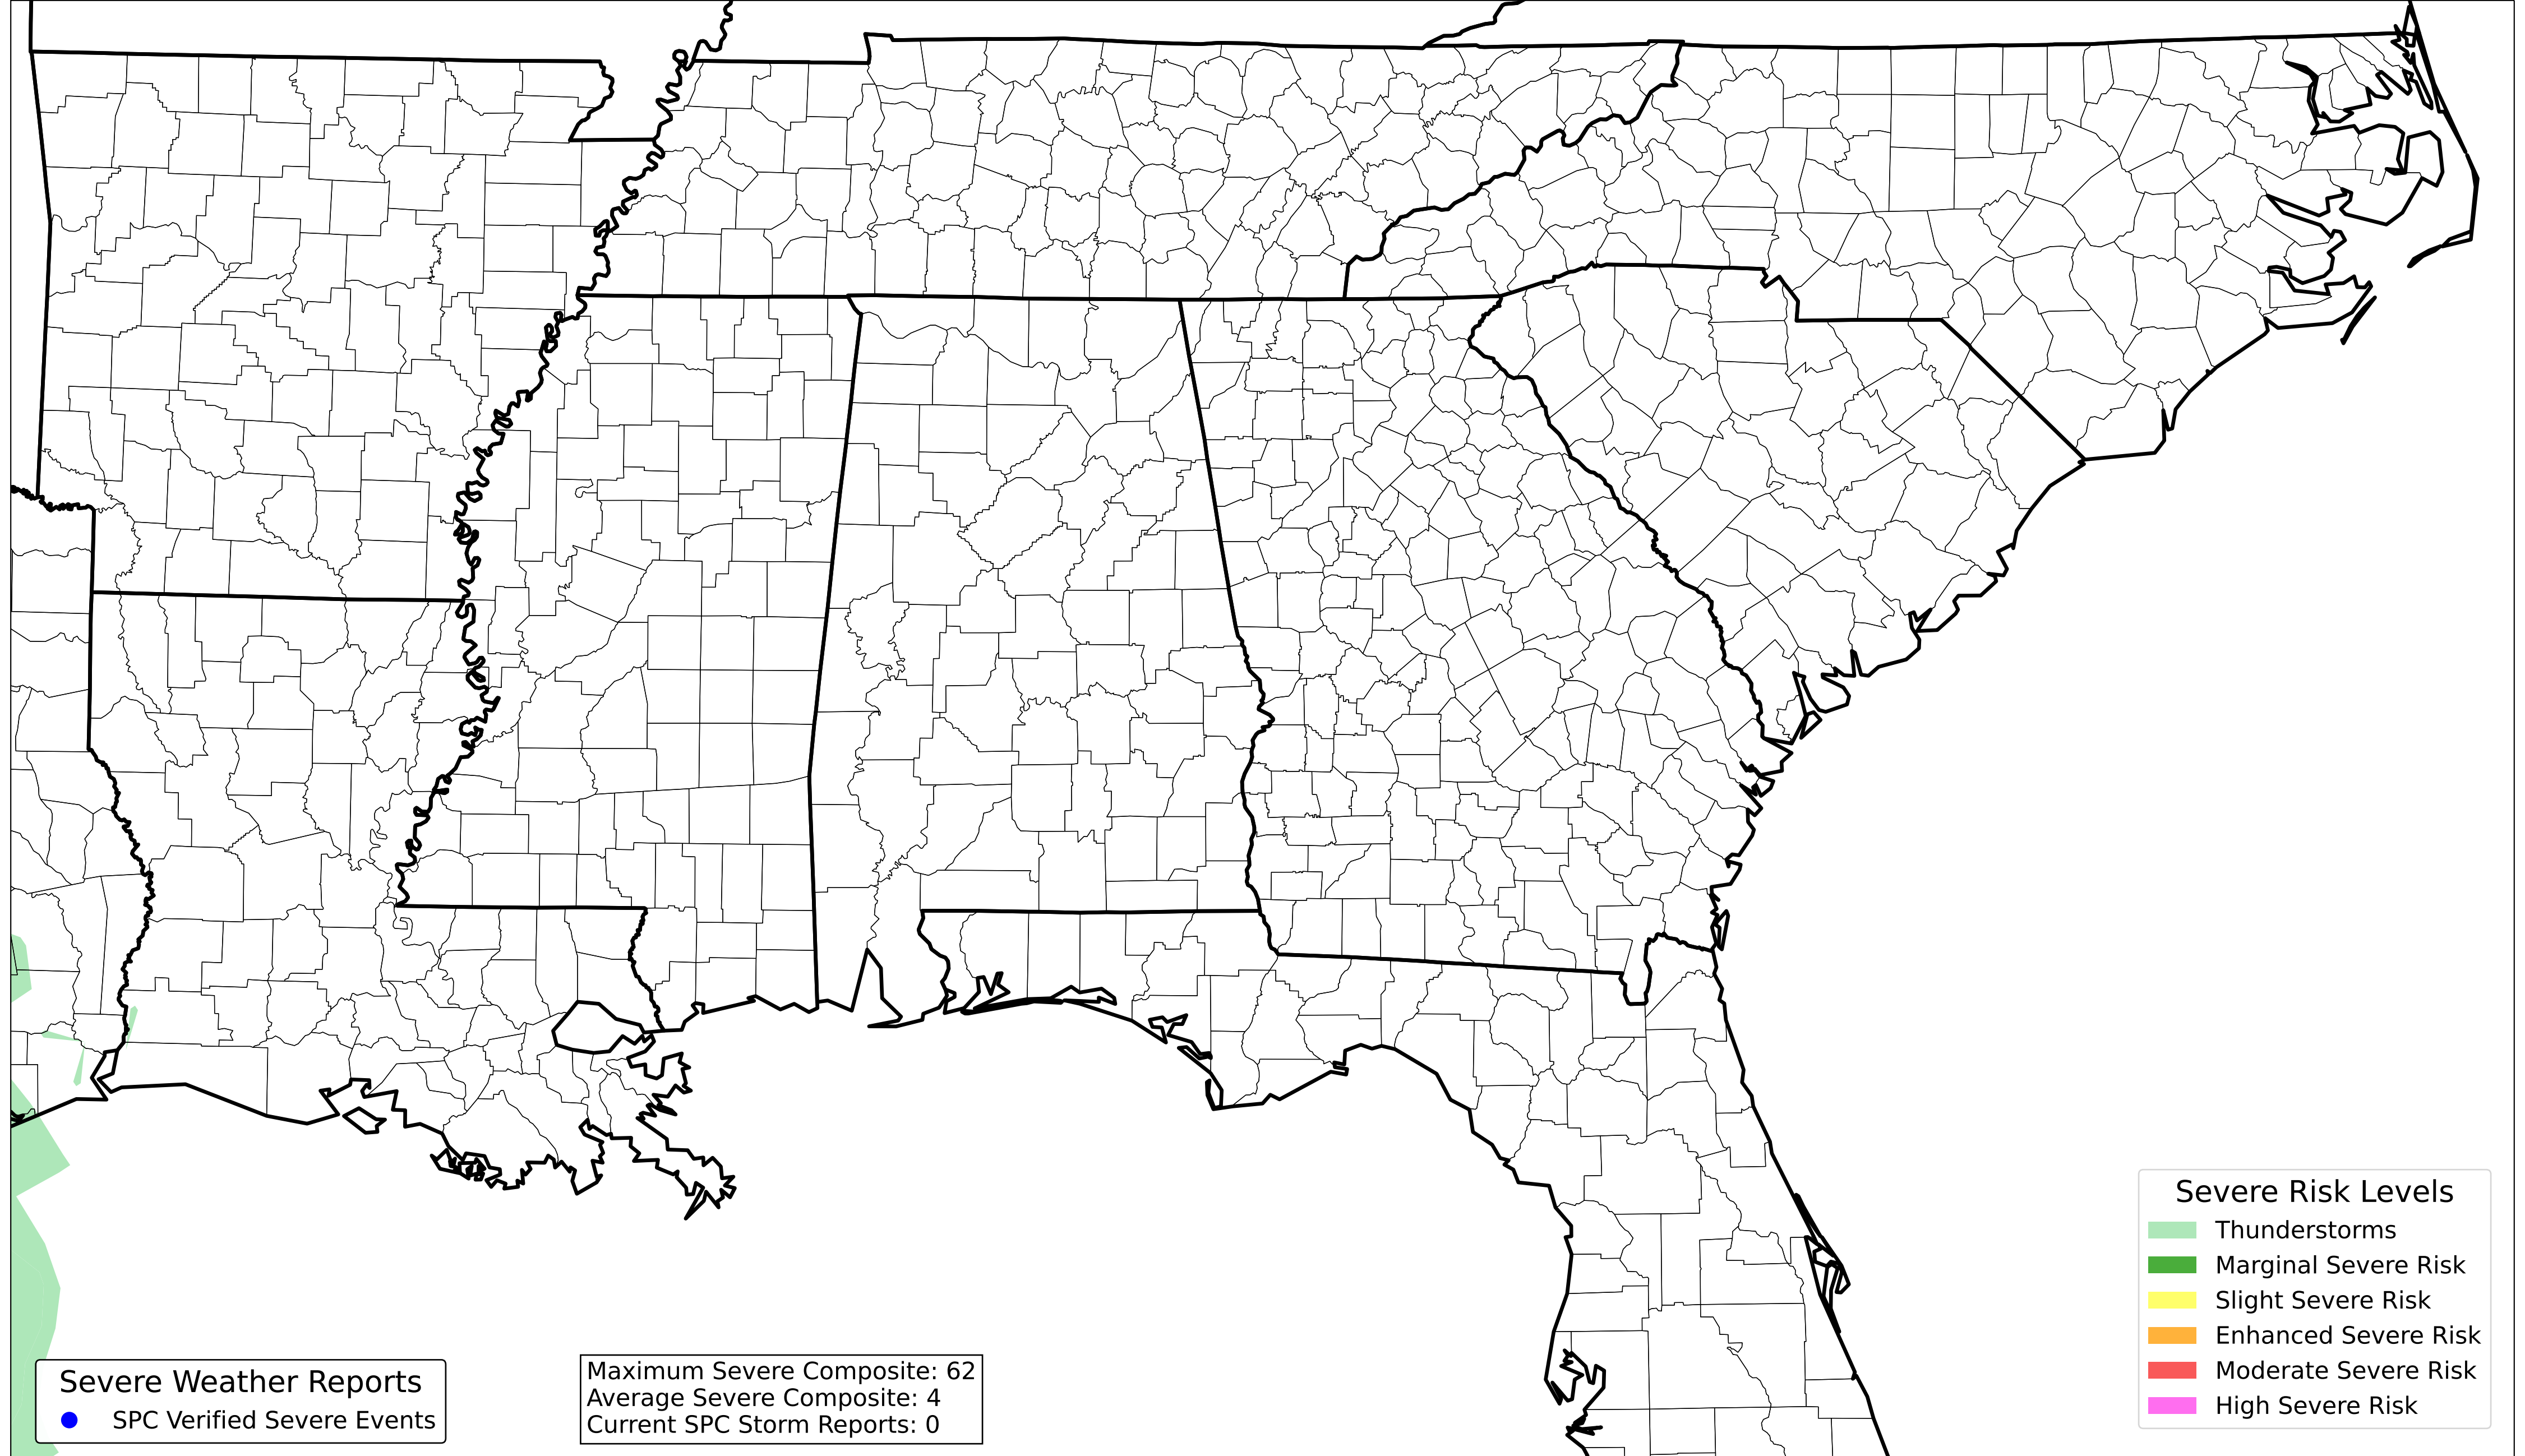 Severe Risk Levels
Thunderstorms
Marginal Severe Risk
Slight Severe Risk
Enhanced Severe Risk
Moderate Severe Risk
High Severe Risk
Severe Weather Reports
SPC Verified Severe Events
Maximum Severe Composite: 62
Average Severe Composite: 4
Current SPC Storm Reports: 0